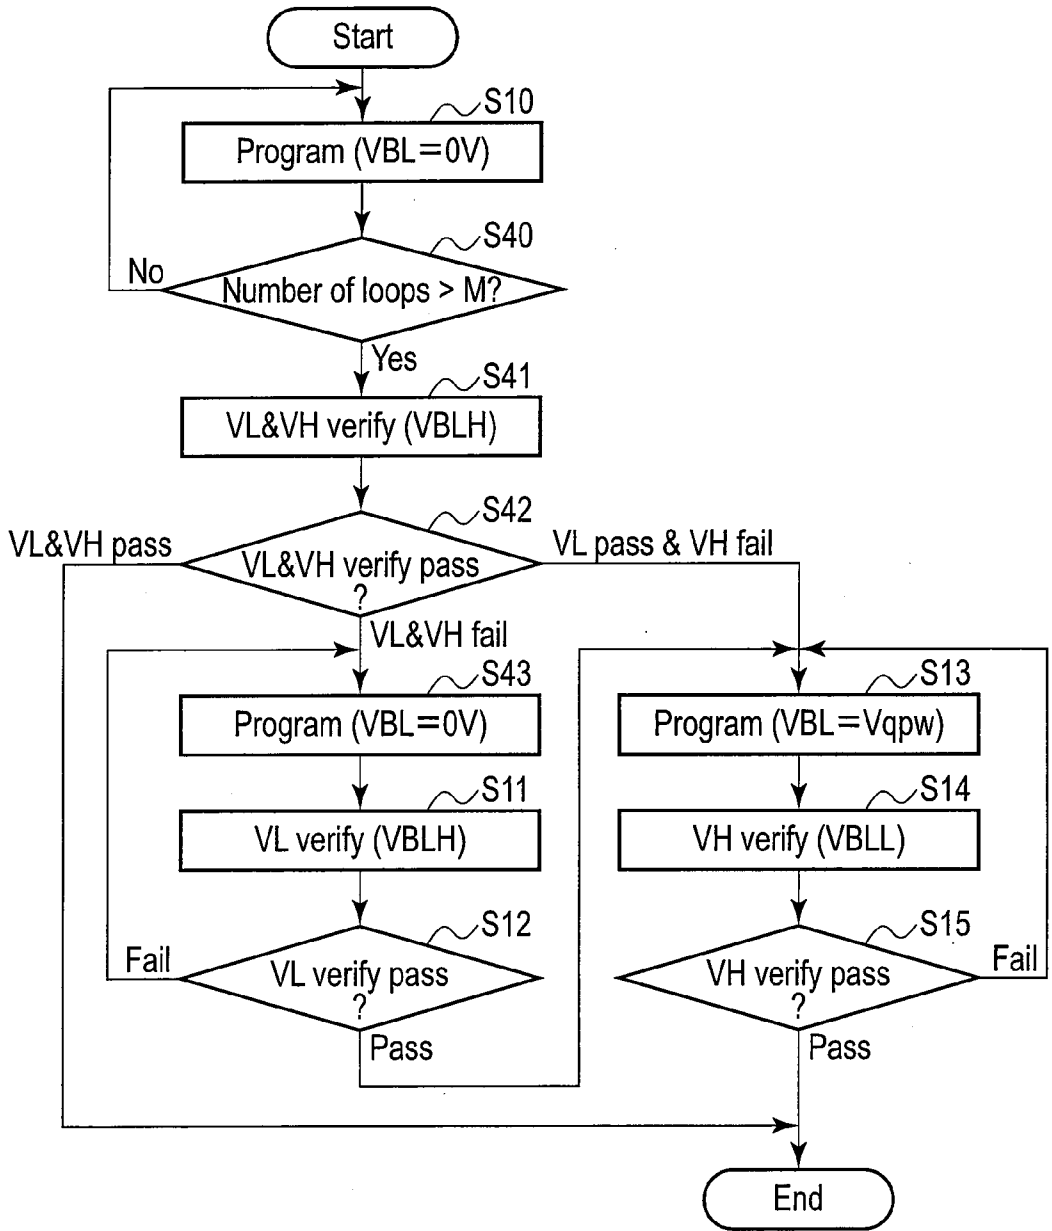 Start
S10
Program (VBL=0V)
S40
No
Number of loops > M?
Yes
S41
VL&VH verify (VBLH)
S42
VL&VH pass
VL pass & VH fail
VL&VH verify pass
?
VL&VH fail
S43
S13
Program (VBL=0V)
Program (VBL=Vqpw)
S11
S14
VL verify (VBLH)
VH verify (VBLL)
S12
S15
Fail
Fail
VL verify pass
?
VH verify pass
?
Pass
Pass
End